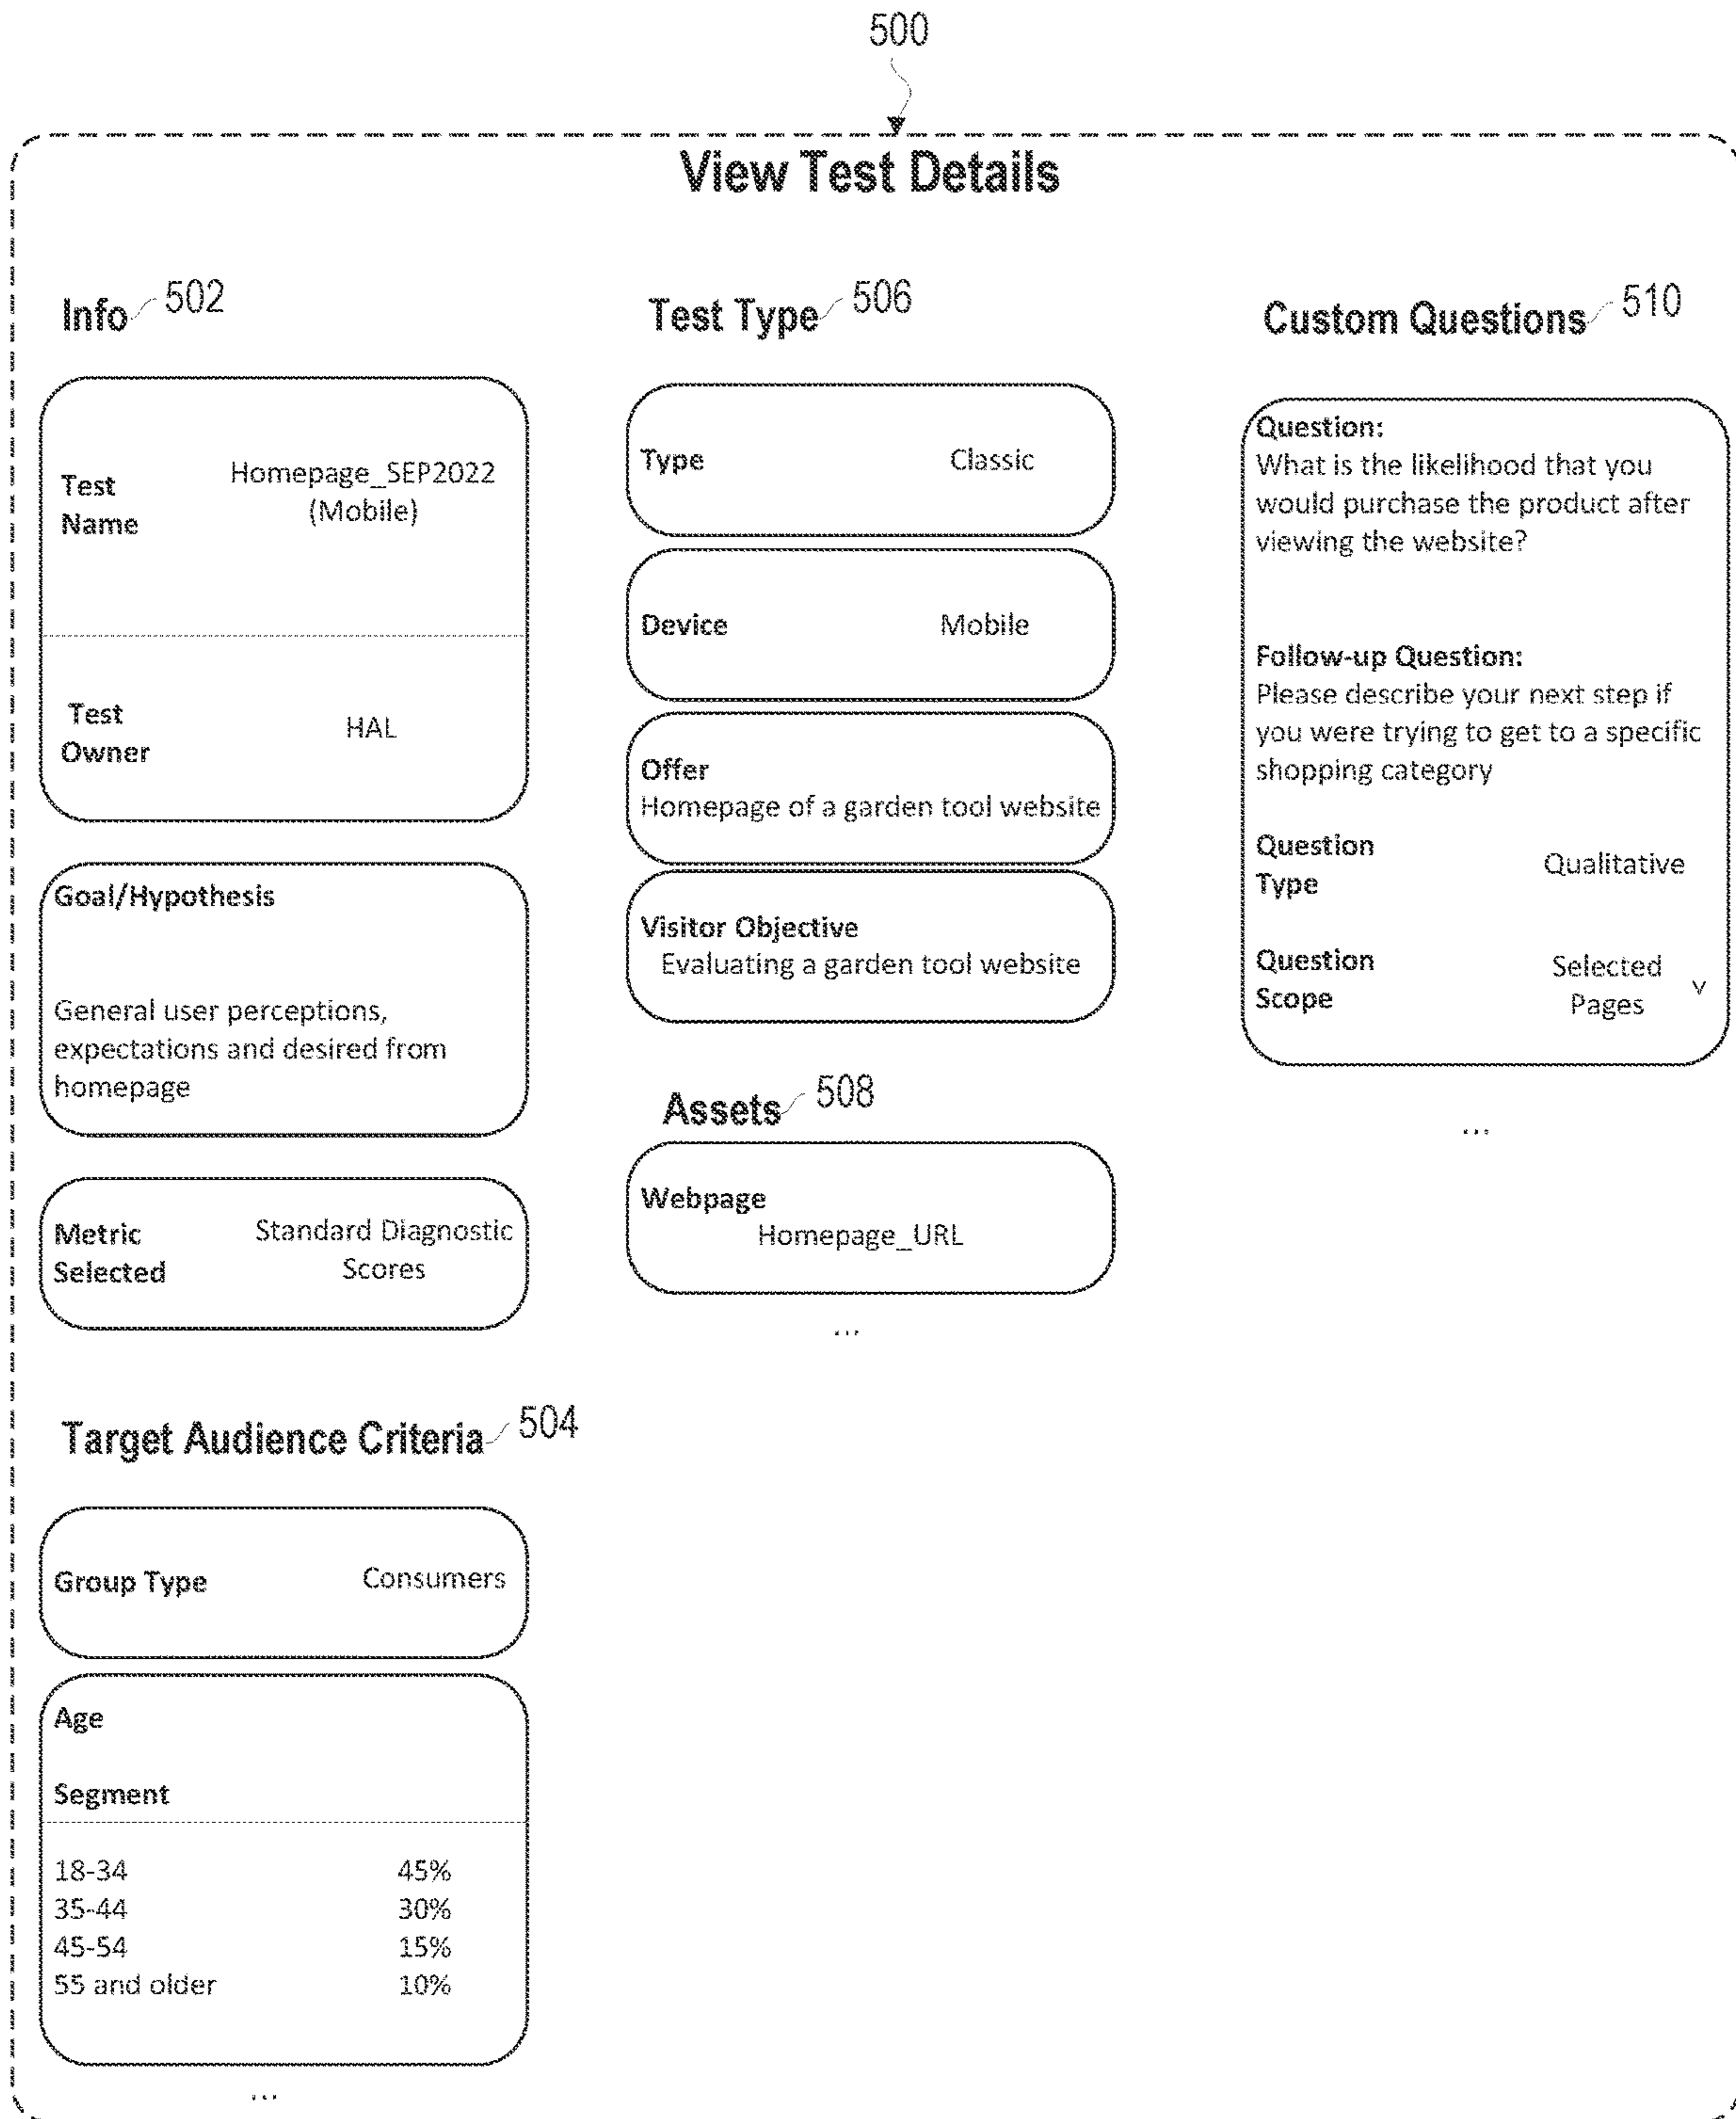 500
View Test Details
Info 502
Test
Name
Homepage_SEP2022
(Mobile)
Test
Owner
HAL
Goal/Hypothesis
General user perceptions,
expectations and desired from
homepage
Metric
Selected
Standard Diagnostic
Scores
Target Audience Criteria 504
Group Type Consumers
Age
Segment
18-34 45%
35-44 30%
45-54 15%
55 and older 10%
...
Test Type 506
Type Classic
Device Mobile
Offer
Homepage of a garden tool website
Visitor Objective
Evaluating a garden tool website
Assets 508
Webpage
Homepage_URL
...
Custom Questions 510
Question:
What is the likelihood that you
would purchase the product after
viewing the website?
Follow-up Question:
Please describe your next step if
you were trying to get to a specific
shopping category
Question
Type
Qualitative
Question
Scope
Selected
Pages
v
...